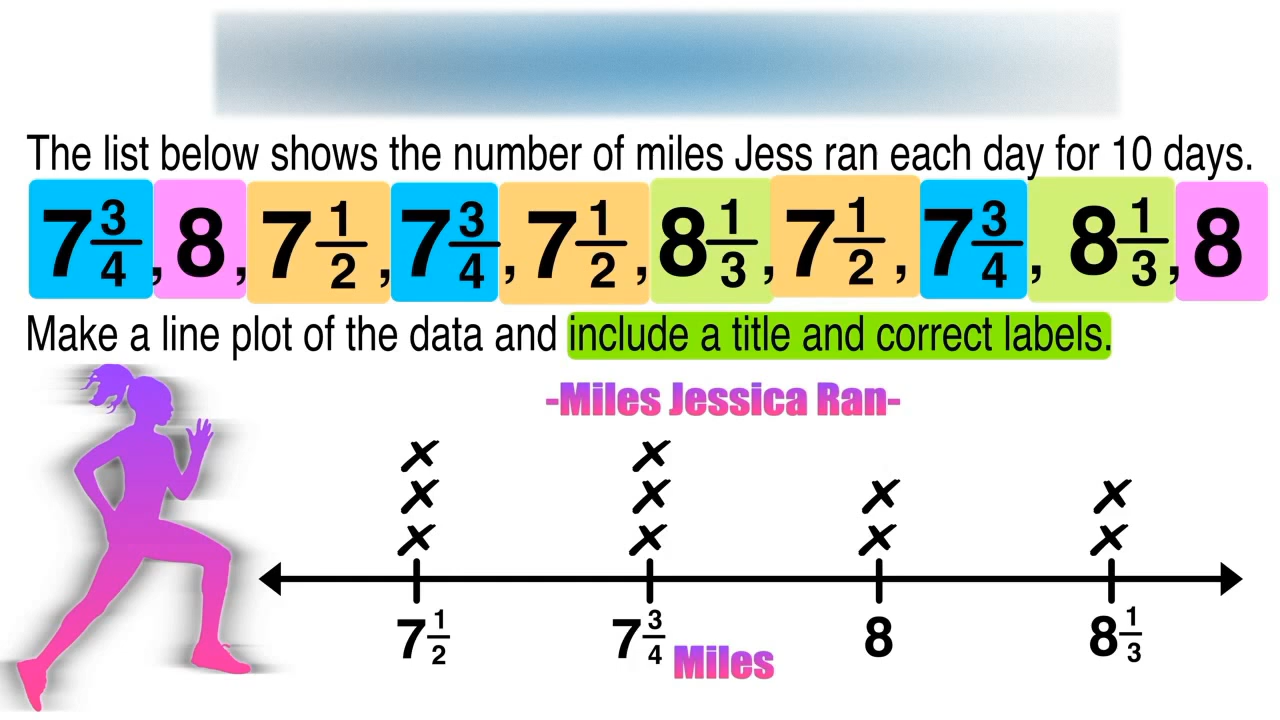 The list below shows the number of miles Jess ran each day for 10 days.
7 3/4, 8, 7 1/2, 7 3/4, 7 1/2, 8 1/3, 7 1/2, 7 3/4, 8 1/3, 8
Make a line plot of the data and include a title and correct labels.
-Miles Jessica Ran-
x x
x x x x
x x x x
7 1/2 7 3/4 8 8 1/3
Miles